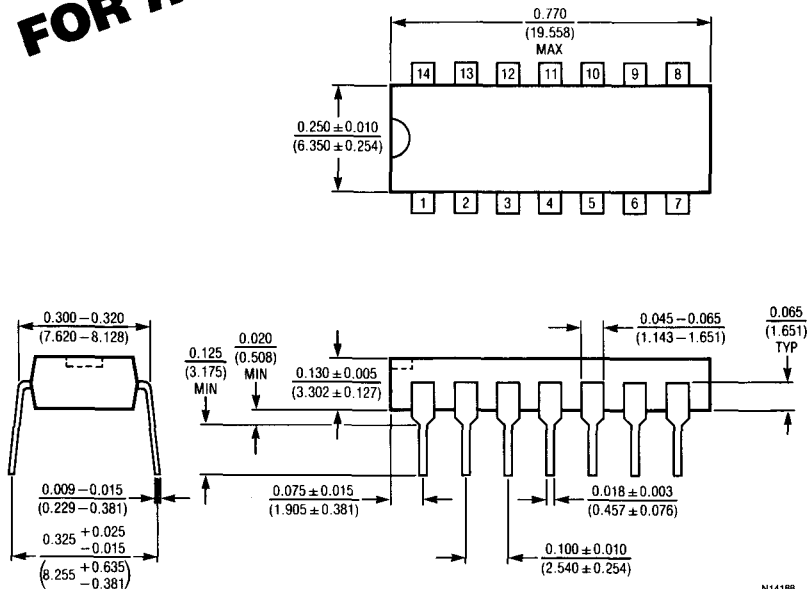 FOR
0.770
(19.558)
MAX
14 13 12 11 10 9 8
0.250 ± 0.010
(6.350 ± 0.254)
1 2 3 4 5 6 7
0.300 – 0.320
(7.620 – 8.128)
0.125
(3.175)
MIN
0.020
(0.508)
MIN
0.130 ± 0.005
(3.302 ± 0.127)
0.045 – 0.065
(1.143 – 1.651)
0.065
(1.651)
TYP
0.009 – 0.015
(0.229 – 0.381)
0.325 +0.025
–0.015
(8.255 +0.635
–0.381)
0.075 ± 0.015
(1.905 ± 0.381)
0.018 ± 0.003
(0.457 ± 0.076)
0.100 ± 0.010
(2.540 ± 0.254)